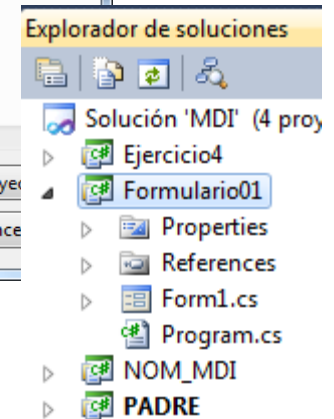 Explorador de soluciones
Solución 'MDI' (4 proy
Ejercicio4
Formulario01
Properties
References
Form1.cs
Program.cs
NOM_MDI
PADRE